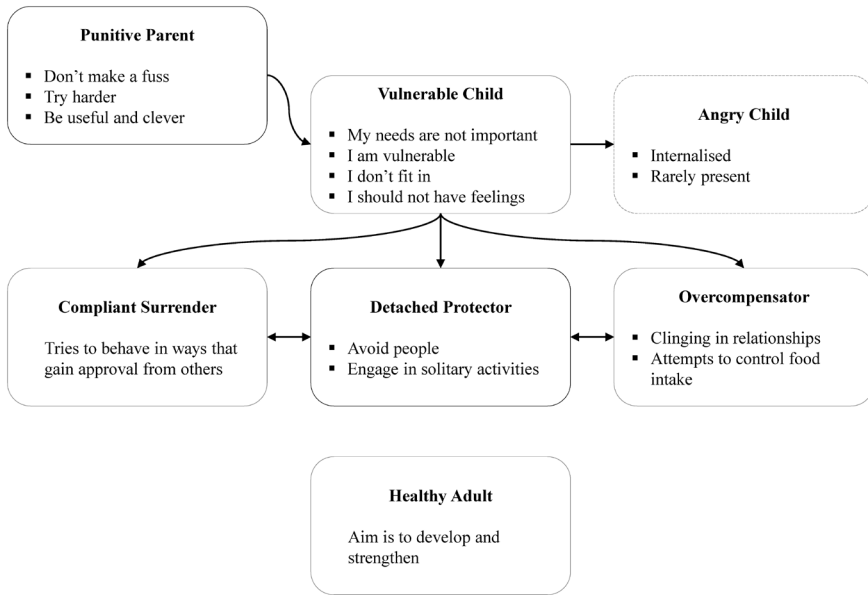 Punitive Parent
▪ Don’t make a fuss
▪ Try harder
▪ Be useful and clever
Vulnerable Child
▪ My needs are not important
▪ I am vulnerable
▪ I don’t fit in
▪ I should not have feelings
Angry Child
▪ Internalised
▪ Rarely present
Compliant Surrender
Tries to behave in ways that
gain approval from others
Detached Protector
▪ Avoid people
▪ Engage in solitary activities
Overcompensator
▪ Clinging in relationships
▪ Attempts to control food
intake
Healthy Adult
Aim is to develop and
strengthen